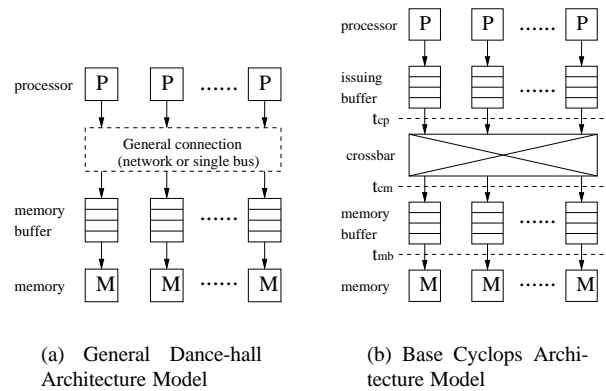 processor
P
P
......
P
General connection
(network or single bus)
memory
buffer
......
memory
M
M
......
M
(a) General Dance-hall
Architecture Model
processor
P
P
......
P
issuing
buffer
......
tcp
crossbar
tcm
memory
buffer
......
tmb
memory
M
M
......
M
(b) Base Cyclops Archi-
tecture Model